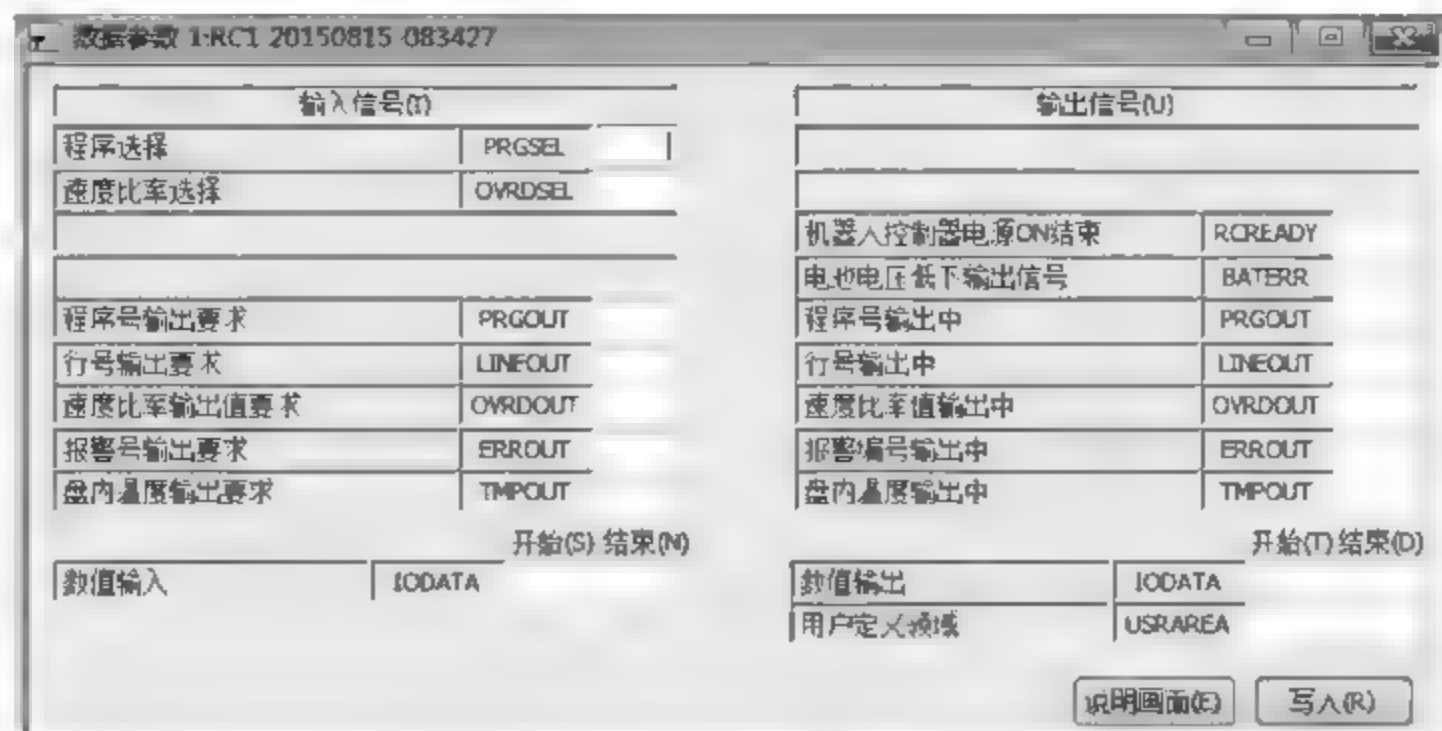 数据参数 1:RC1 20150815-083427
输入信号(I)
程序选择 PRGSEL
速度比率选择 OVRDSEL
程序号输出要求 PRGOUT
行号输出要求 LINEOUT
速度比率输出值要求 OVRDOUT
报警号输出要求 ERROUT
盘内温度输出要求 TMPOUT
开始(S) 结束(N)
数值输入 IODATA
输出信号(U)
机器人控制器电源ON结束 RCREADY
电池电压低下输出信号 BATERR
程序号输出中 PRGOUT
行号输出中 LINEOUT
速度比率值输出中 OVRDOUT
报警编号输出中 ERROUT
盘内温度输出中 TMPOUT
开始(T) 结束(D)
数值输出 IODATA
用户定义领域 USRAREA
说明画面(E) 写入(R)